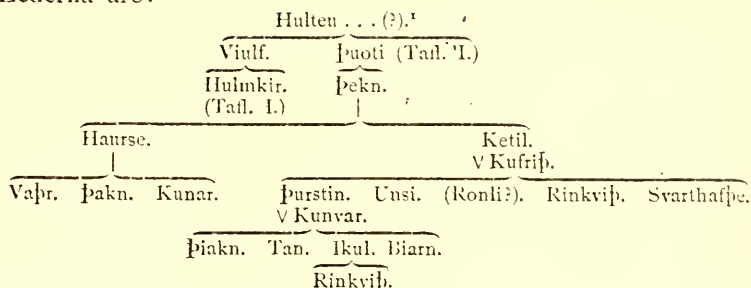 Hulteu . . . (?).¹
Viulf. Þuoti (Tafl. I.)
Hulmkir. Þekn.
(Tafl. I.)
Haurse. Ketil.
V Kufriþ.
Vaþr. Þakn. Kunar. Þurstin. Unsi. (Ronli?). Rinkviþ. Svarthafþe.
V Kunvar.
Þiakn. Tan. Ikul. Biarn.
Rinkviþ.